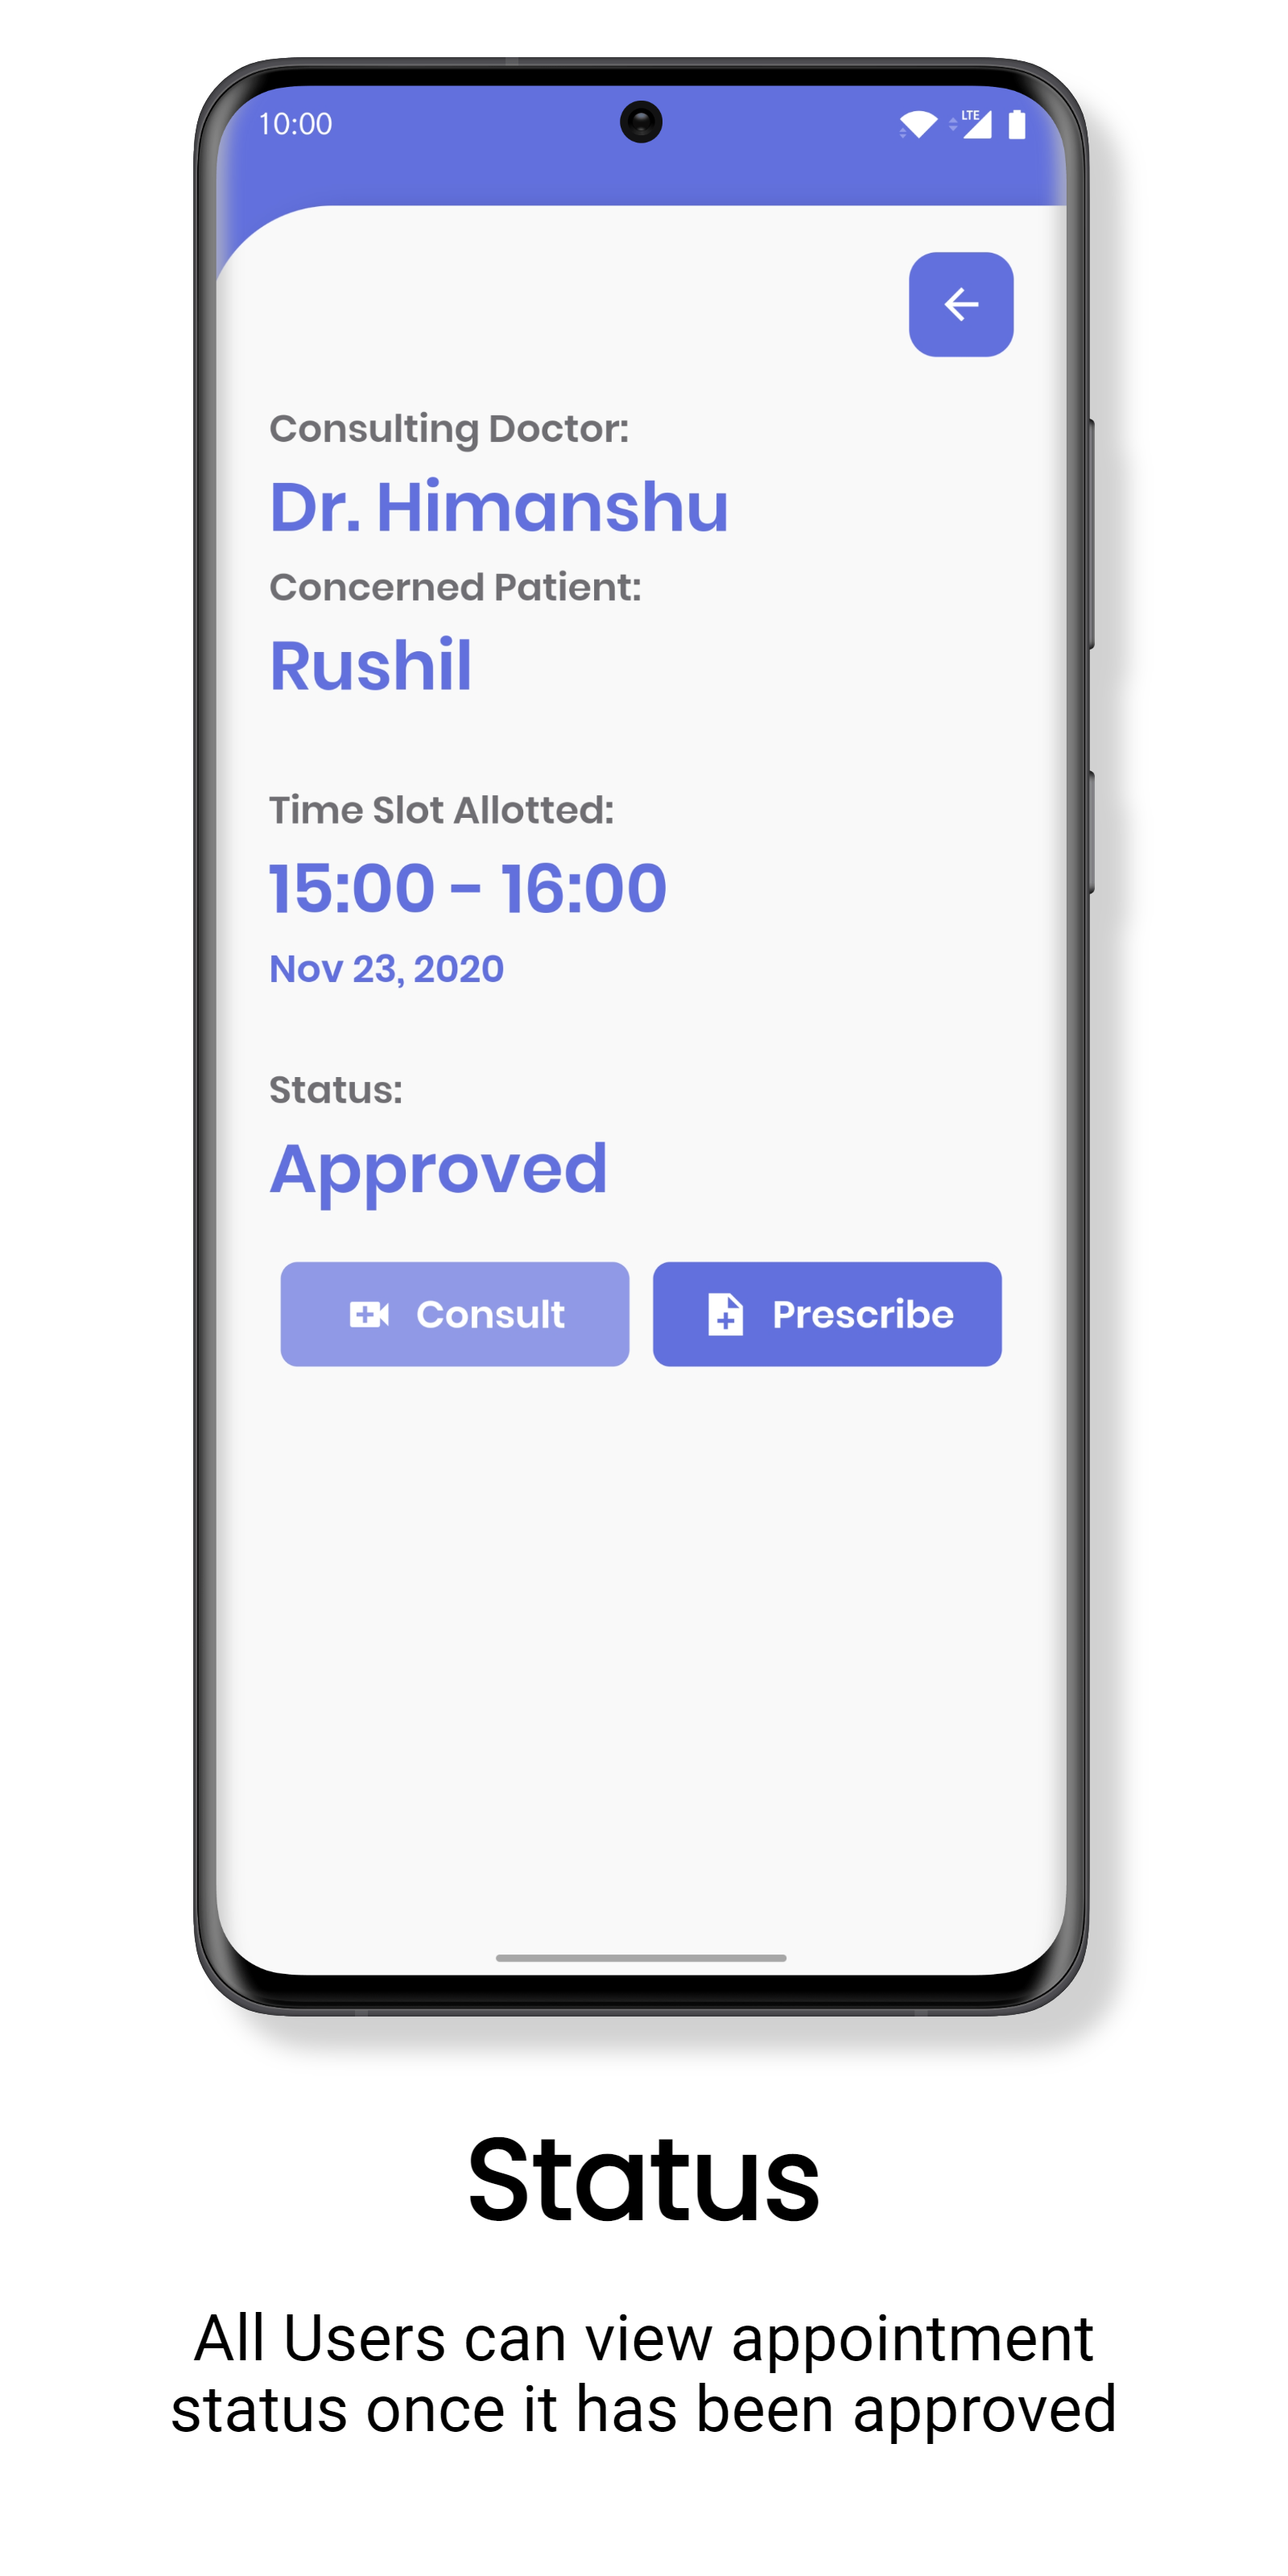 10:00
LTE
Consulting Doctor:
Dr. Himanshu
Concerned Patient:
Rushil
Time Slot Allotted:
15:00 - 16:00
Nov 23, 2020
Status:
Approved
Consult
Prescribe
Status
All Users can view appointment
status once it has been approved